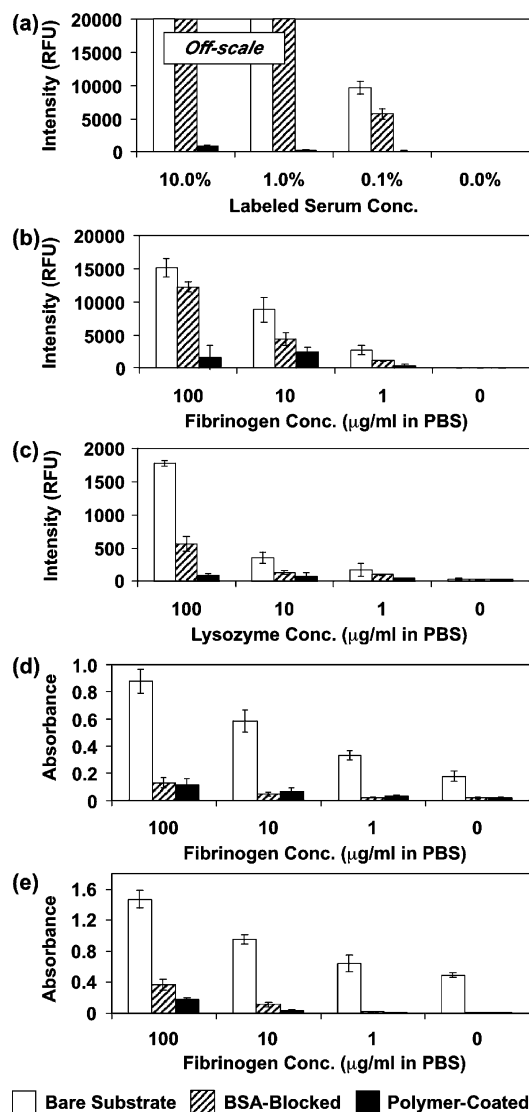 (a)
Intensity (RFU)
20000
15000
10000
5000
0
Off-scale
10.0% 1.0% 0.1% 0.0%
Labeled Serum Conc.
(b)
Intensity (RFU)
20000
15000
10000
5000
0
100 10 1 0
Fibrinogen Conc. (µg/ml in PBS)
(c)
Intensity (RFU)
2000
1500
1000
500
0
100 10 1 0
Lysozyme Conc. (µg/ml in PBS)
(d)
Absorbance
1.0
0.8
0.6
0.4
0.2
0
100 10 1 0
Fibrinogen Conc. (µg/ml in PBS)
(e)
Absorbance
1.6
1.2
0.8
0.4
0
100 10 1 0
Fibrinogen Conc. (µg/ml in PBS)
Bare Substrate BSA-Blocked Polymer-Coated